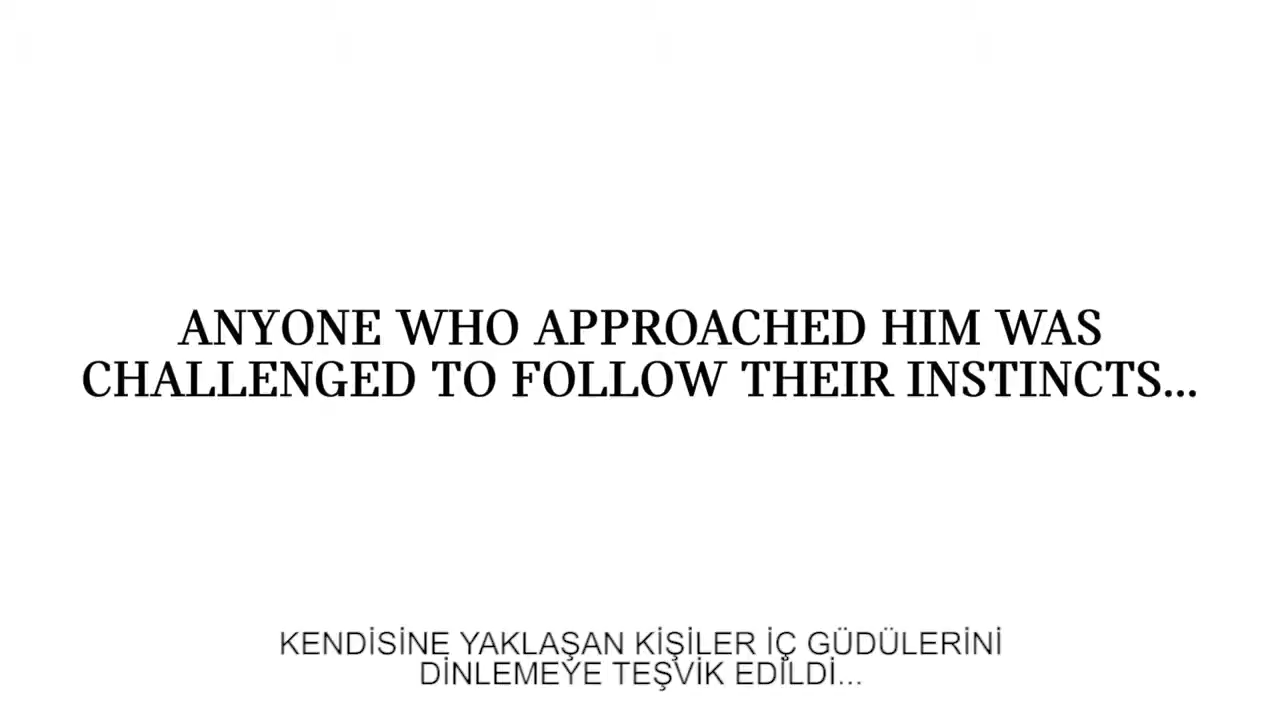 ANYONE WHO APPROACHED HIM WAS
CHALLENGED TO FOLLOW THEIR INSTINCTS...
KENDİSİNE YAKLAŞAN KİŞİLER İÇ GÜDÜLERİNİ
DİNLEMEYE TEŞVİK EDİLDİ...